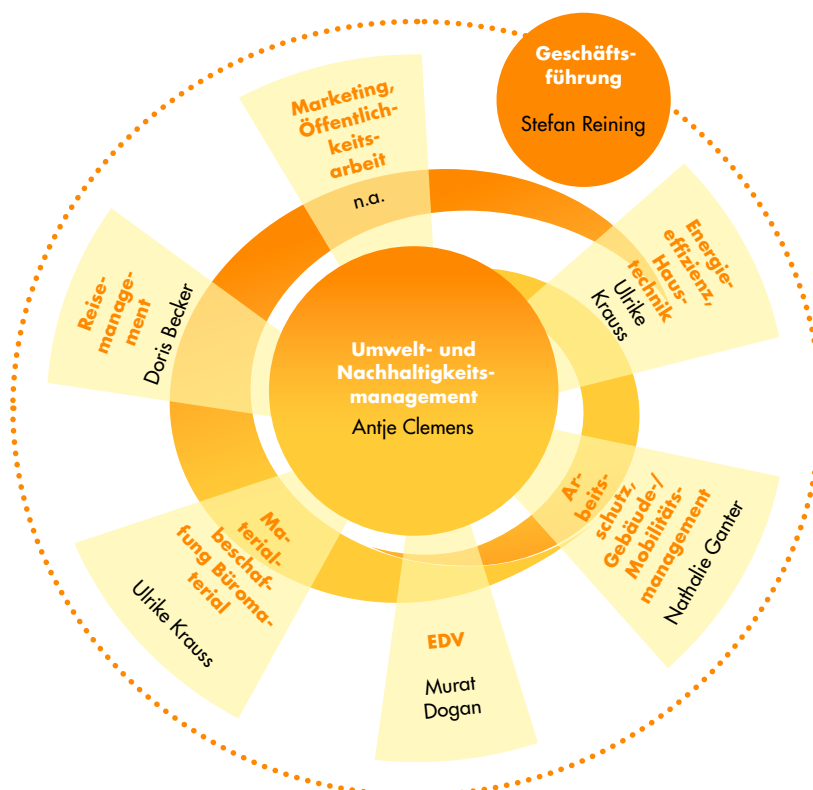 Geschäfts-
führung
Stefan Reining
Marketing,
Öffentlich-
keits-
arbeit
n.a.
Energie-
effizienz,
Haus-
technik
Ulrike
Krauss
Reise-
manage-
ment
Doris Becker
Umwelt- und
Nachhaltigkeits-
management
Antje Clemens
Ar-
beits-
schutz,
Gebäude-/
Mobilitäts-
management
Nathalie Ganter
Ma-
terial-
beschaf-
fung Büroma-
terial
Ulrike Krauss
EDV
Murat
Dogan